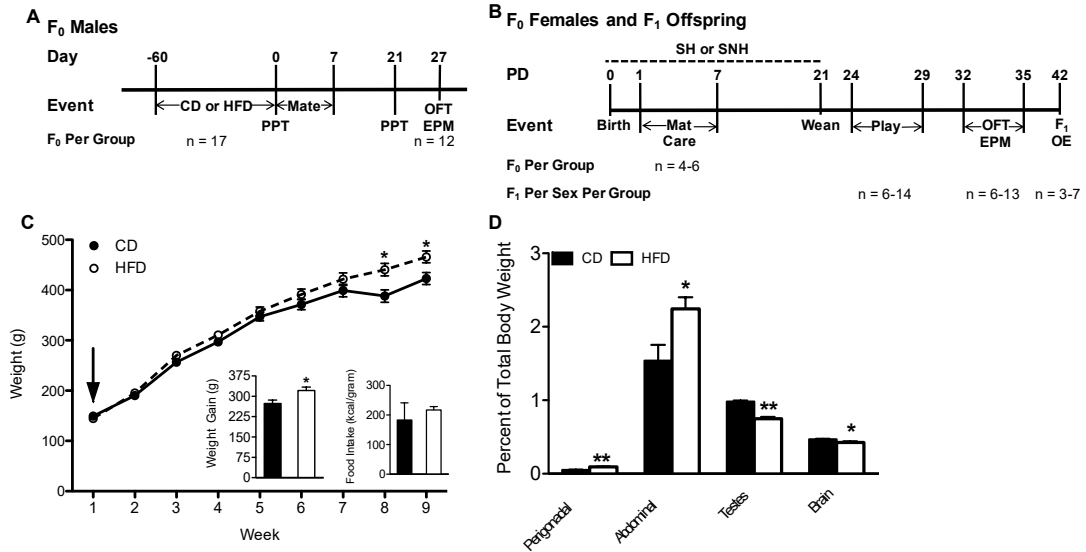 A
F0 Males
Day -60 0 7 21 27
Event CD or HFD Mate OFT
PPT PPT EPM
F0 Per Group n = 17 n = 12
B
F0 Females and F1 Offspring
SH or SNH
PD 0 1 7 21 24 29 32 35 42
Event Birth Mat Wean Play OFT F1
Care EPM OE
F0 Per Group n = 4-6
F1 Per Sex Per Group n = 6-14 n = 6-13 n = 3-7
C
500
400
300
200
100
0
Weight (g)
CD
HFD
* *
1 2 3 4 5 6 7 8 9
Week
375
300
225
150
75
0
Weight Gain (g)
*
300
200
100
0
Food Intake (kcal/gram)
D
3
2
1
0
Percent of Total Body Weight
CD HFD
** * ** *
Perigonadal
Abdominal
Testes
Brain